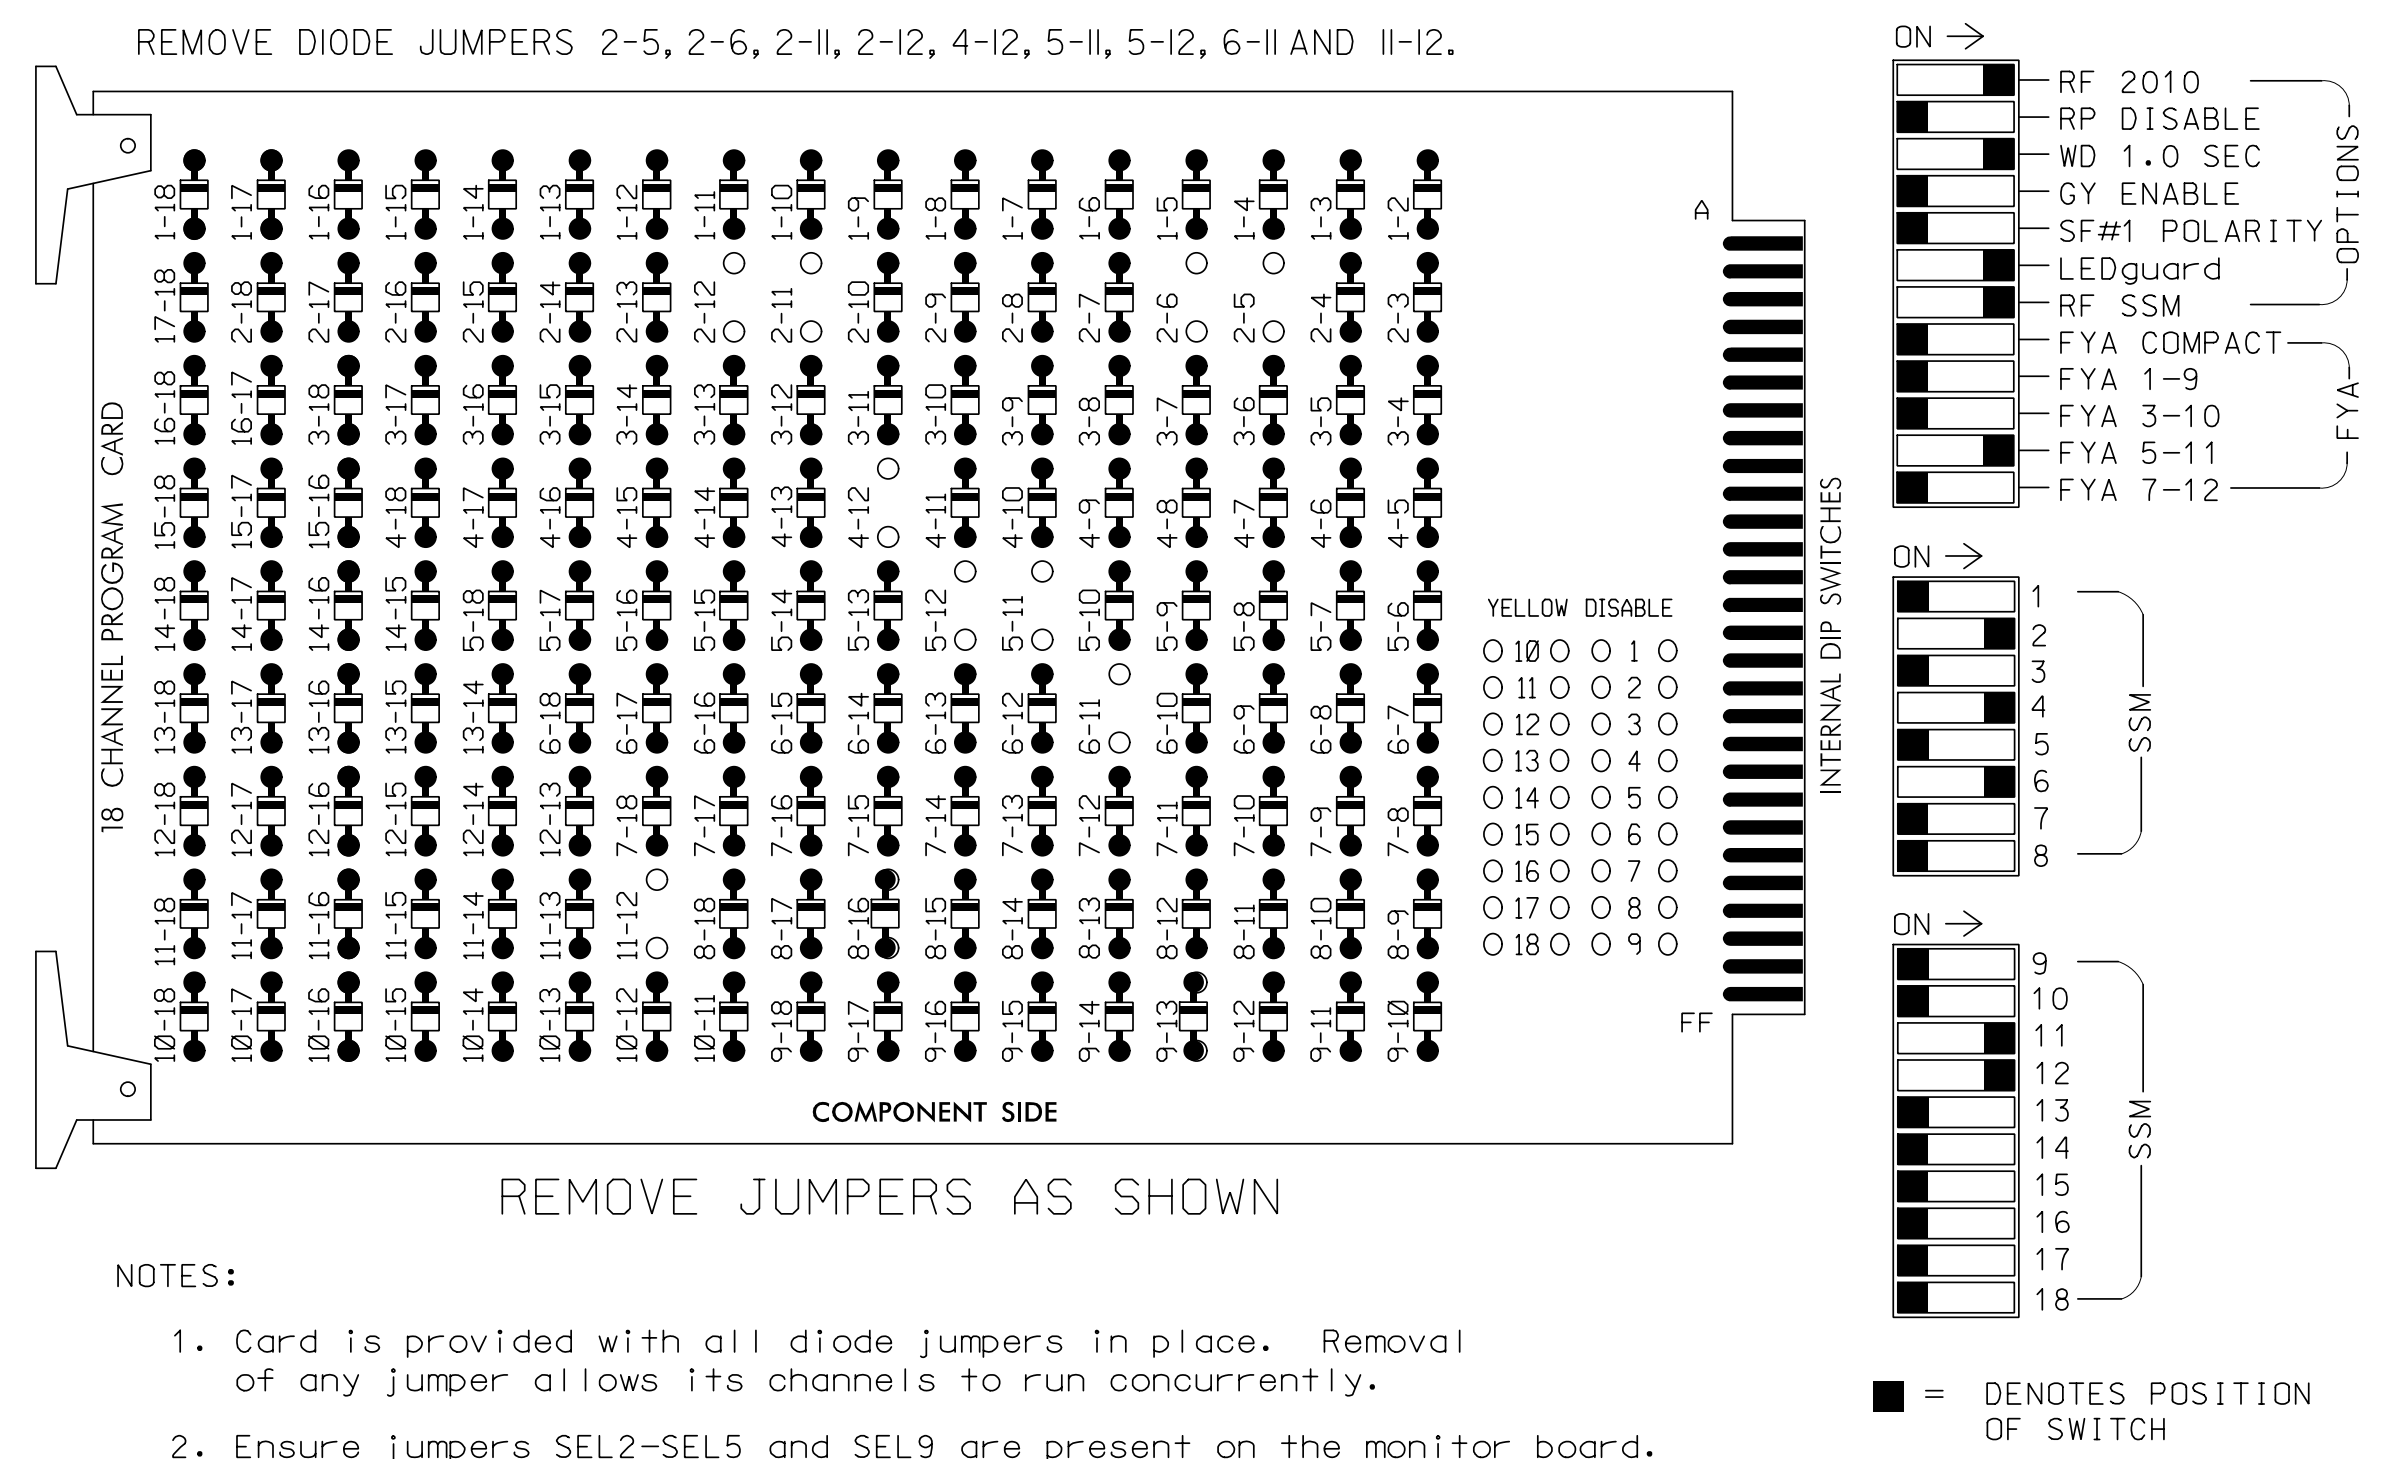 REMOVE DIODE JUMPERS 2-5, 2-6, 2-11, 2-12, 4-12, 5-11, 5-12, 6-11 AND 11-12.
18 CHANNEL PROGRAM CARD
1-18 1-17 1-16 1-15 1-14 1-13 1-12 1-11 1-10 1-9 1-8 1-7 1-6 1-5 1-4 1-3 1-2
17-18 2-18 2-17 2-16 2-15 2-14 2-13 2-12 2-11 2-10 2-9 2-8 2-7 2-6 2-5 2-4 2-3
16-18 16-17 3-18 3-17 3-16 3-15 3-14 3-13 3-12 3-11 3-10 3-9 3-8 3-7 3-6 3-5 3-4
15-18 15-17 15-16 4-18 4-17 4-16 4-15 4-14 4-13 4-12 4-11 4-10 4-9 4-8 4-7 4-6 4-5
14-18 14-17 14-16 14-15 5-18 5-17 5-16 5-15 5-14 5-13 5-12 5-11 5-10 5-9 5-8 5-7 5-6
13-18 13-17 13-16 13-15 13-14 6-18 6-17 6-16 6-15 6-14 6-13 6-12 6-11 6-10 6-9 6-8 6-7
12-18 12-17 12-16 12-15 12-14 12-13 7-18 7-17 7-16 7-15 7-14 7-13 7-12 7-11 7-10 7-9 7-8
11-18 11-17 11-16 11-15 11-14 11-13 11-12 8-18 8-17 8-16 8-15 8-14 8-13 8-12 8-11 8-10 8-9
10-18 10-17 10-16 10-15 10-14 10-13 10-12 10-11 9-18 9-17 9-16 9-15 9-14 9-13 9-12 9-11 9-10
A
FF
YELLOW DISABLE
10 1
11 2
12 3
13 4
14 5
15 6
16 7
17 8
18 9
COMPONENT SIDE
INTERNAL DIP SWITCHES
ON →
RF 2010
RP DISABLE
WD 1.0 SEC
GY ENABLE
SF#1 POLARITY
LEDguard
RF SSM
OPTIONS
FYA COMPACT
FYA 1-9
FYA 3-10
FYA 5-11
FYA 7-12
FYA
ON →
1
2
3
4
5
6
7
8
SSM
ON →
9
10
11
12
13
14
15
16
17
18
SSM
■ = DENOTES POSITION
OF SWITCH
REMOVE JUMPERS AS SHOWN
NOTES:
1. Card is provided with all diode jumpers in place. Removal
of any jumper allows its channels to run concurrently.
2. Ensure jumpers SEL2-SEL5 and SEL9 are present on the monitor board.